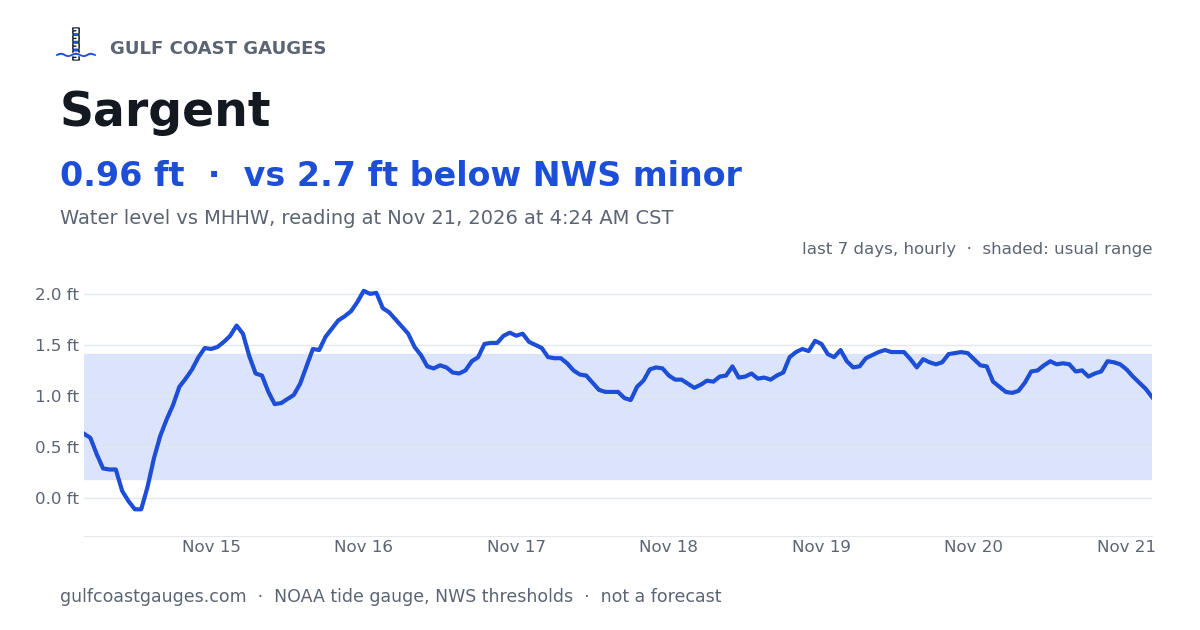 GULF COAST GAUGES
Sargent
0.96 ft · vs 2.7 ft below NWS minor
Water level vs MHHW, reading at Nov 21, 2026 at 4:24 AM CST
last 7 days, hourly · shaded: usual range
2.0 ft
1.5 ft
1.0 ft
0.5 ft
0.0 ft
Nov 15 Nov 16 Nov 17 Nov 18 Nov 19 Nov 20 Nov 21
gulfcoastgauges.com · NOAA tide gauge, NWS thresholds · not a forecast